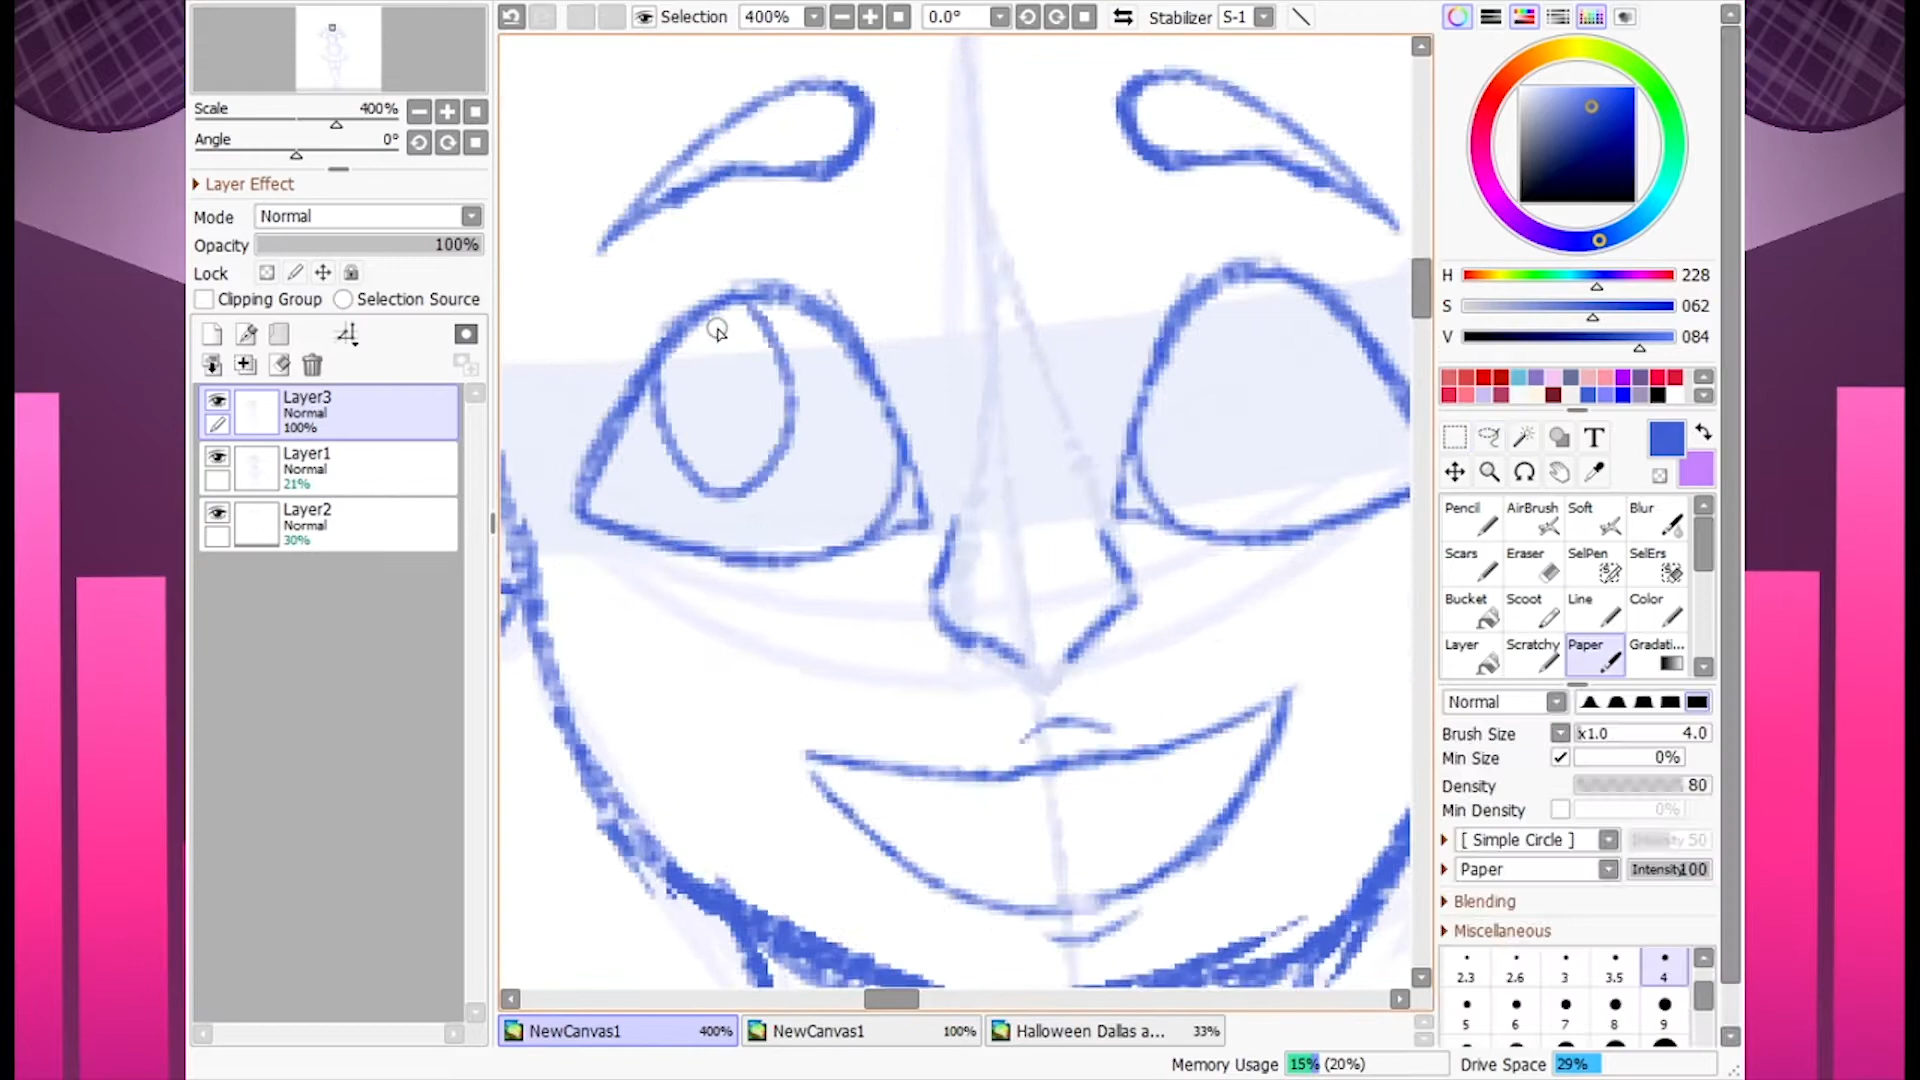 Selection 400% 0.0° Stabilizer S-1
Scale 400%
Angle 0°
Layer Effect
Mode Normal
Opacity 100%
Lock
Clipping Group Selection Source
Layer3
Normal
100%
Layer1
Normal
21%
Layer2
Normal
30%
H 228
S 062
V 084
T
Pencil AirBrush Soft Blur
Scars Eraser SelPen SelErs
Bucket Scoot Line Color
Layer Scratchy Paper Gradati...
Normal
Brush Size x1.0 4.0
Min Size 0%
Density 80
Min Density 0%
[ Simple Circle ] Intensity 50
Paper Intensity 100
Blending
Miscellaneous
2.3 2.6 3 3.5 4
5 6 7 8 9
NewCanvas1 400% NewCanvas1 100% Halloween Dallas a... 33%
Memory Usage 15% (20%) Drive Space 29%